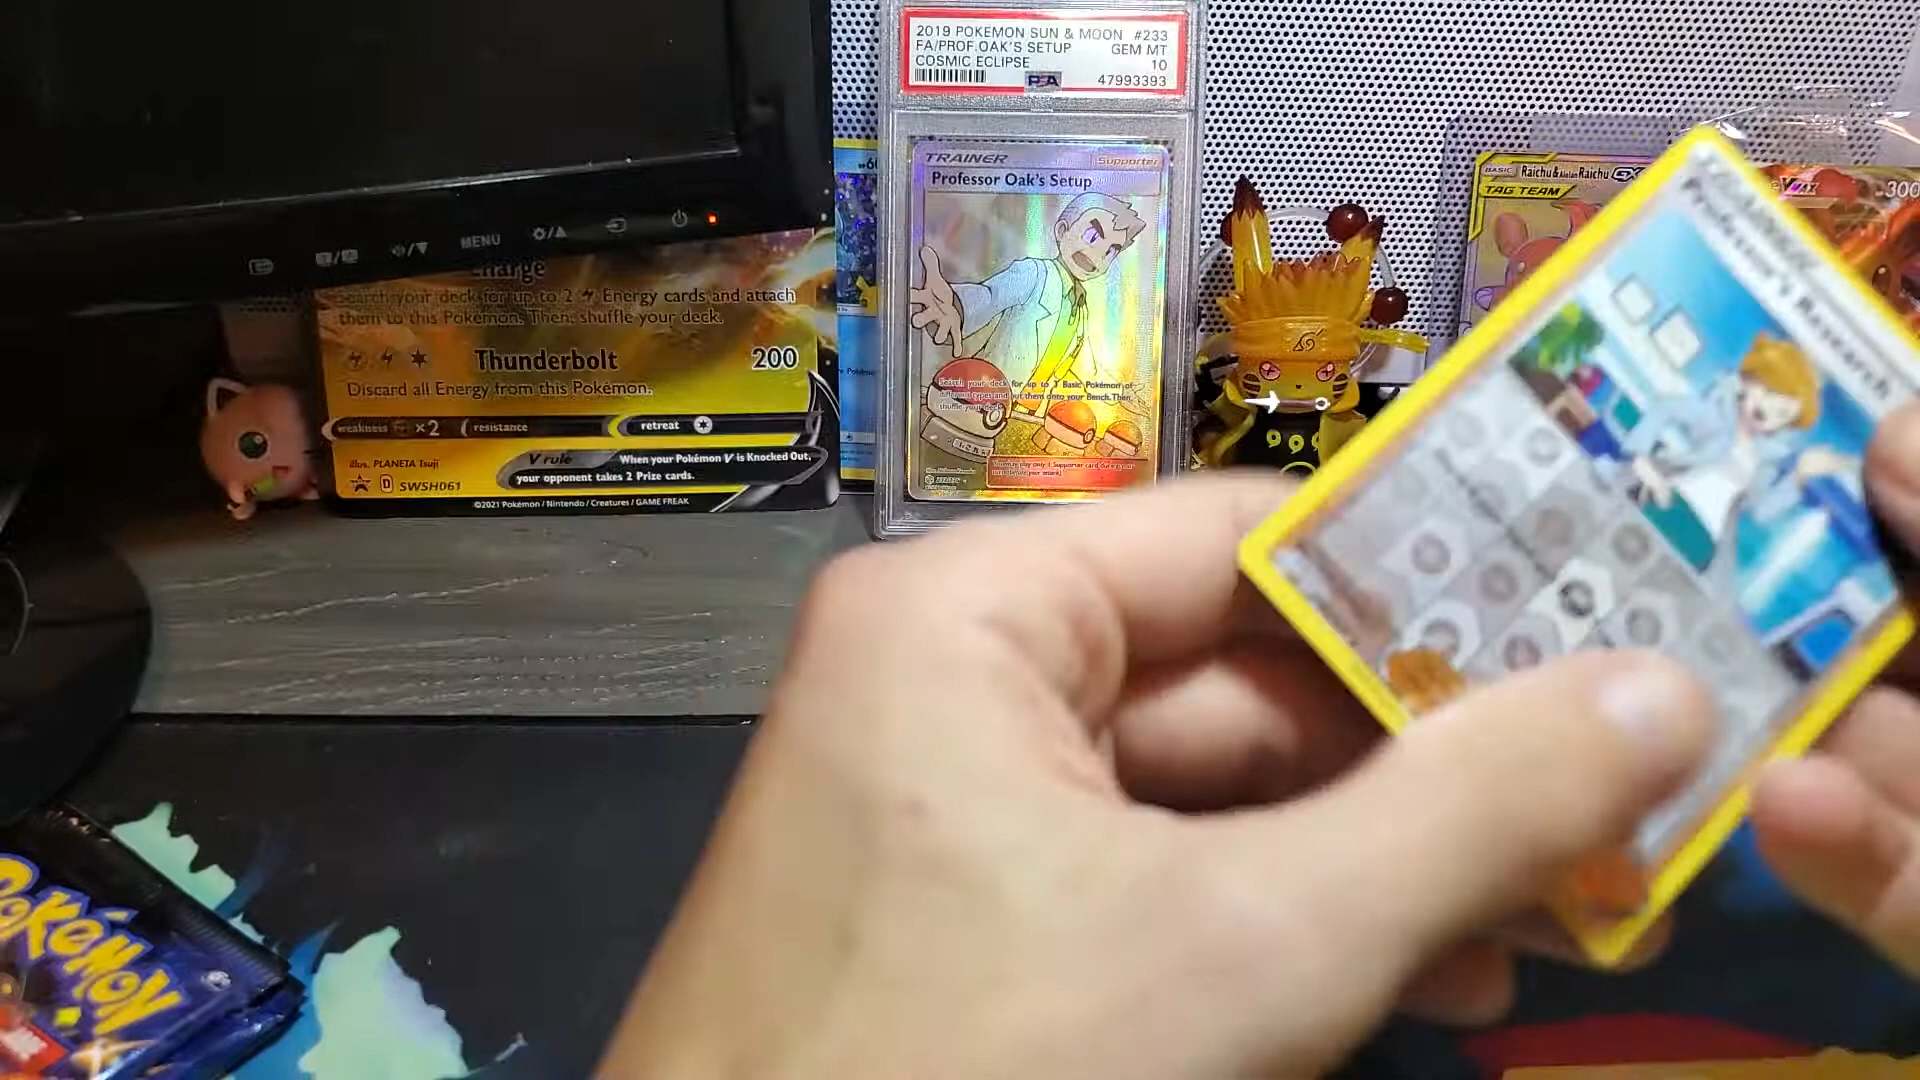 2019 POKEMON SUN & MOON #233
FA/PROF.OAK'S SETUP GEM MT
COSMIC ECLIPSE 10
PSA 47993393
TRAINER Supporter
Professor Oak's Setup
Search your deck for up to 3 Basic Pokémon of
different types and put them onto your Bench. Then,
shuffle your deck.
MENU
Charge
Search your deck for up to 2 Energy cards and attach
them to this Pokémon. Then, shuffle your deck.
Thunderbolt 200
Discard all Energy from this Pokémon.
weakness ×2 resistance retreat
V rule When your Pokémon V is Knocked Out,
your opponent takes 2 Prize cards.
illus. PLANETA Tsuji
D SWSH061
©2021 Pokémon / Nintendo / Creatures / GAME FREAK
BASIC Raichu & Alolan Raichu GX
TAG TEAM
VMAX 300
Professor's Research
POKéMON